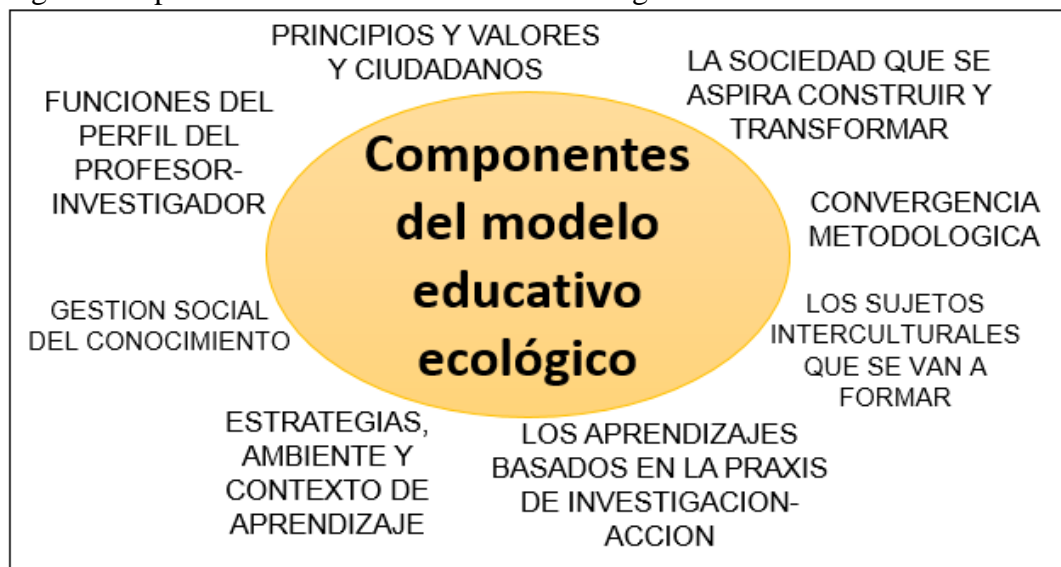 PRINCIPIOS Y VALORES
Y CIUDADANOS
LA SOCIEDAD QUE SE
ASPIRA CONSTRUIR Y
TRANSFORMAR
FUNCIONES DEL
PERFIL DEL
PROFESOR-
INVESTIGADOR
Componentes
del modelo
educativo
ecológico
CONVERGENCIA
METODOLOGICA
GESTION SOCIAL
DEL CONOCIMIENTO
LOS SUJETOS
INTERCULTURALES
QUE SE VAN A
FORMAR
ESTRATEGIAS,
AMBIENTE Y
CONTEXTO DE
APRENDIZAJE
LOS APRENDIZAJES
BASADOS EN LA PRAXIS
DE INVESTIGACION-
ACCION